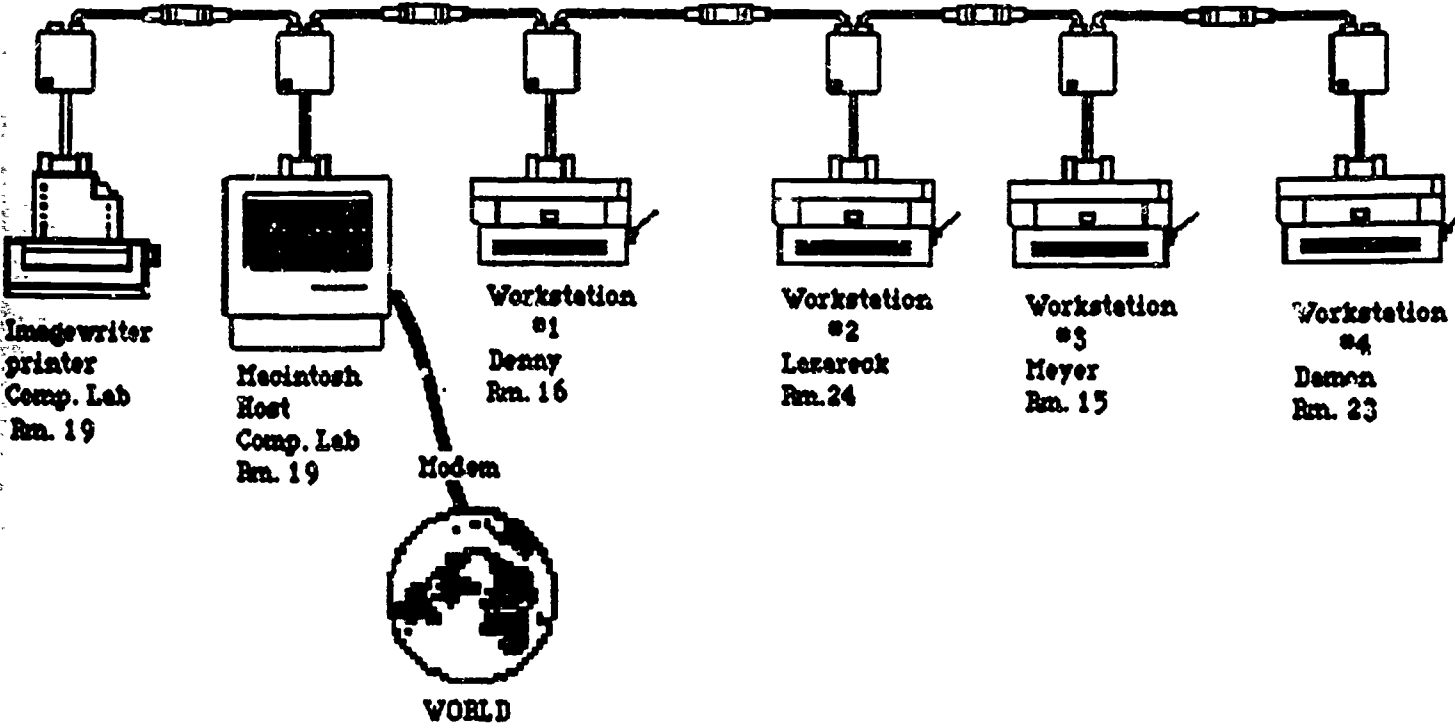 Imagewriter
printer
Comp. Lab
Rm. 19
Macintosh
Host
Comp. Lab
Rm. 19
Modem
WORLD
Workstation
#1
Denny
Rm. 16
Workstation
#2
Lazareck
Rm.24
Workstation
#3
Meyer
Rm. 15
Workstation
#4
Damon
Rm. 23